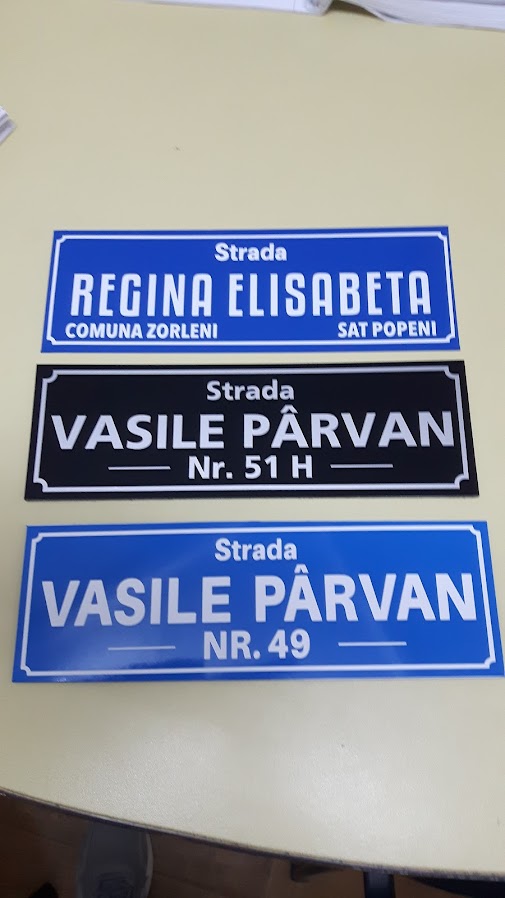 Strada
REGINA ELISABETA
COMUNA ZORLENI SAT POPENI
Strada
VASILE PÂRVAN
Nr. 51 H
Strada
VASILE PÂRVAN
NR. 49